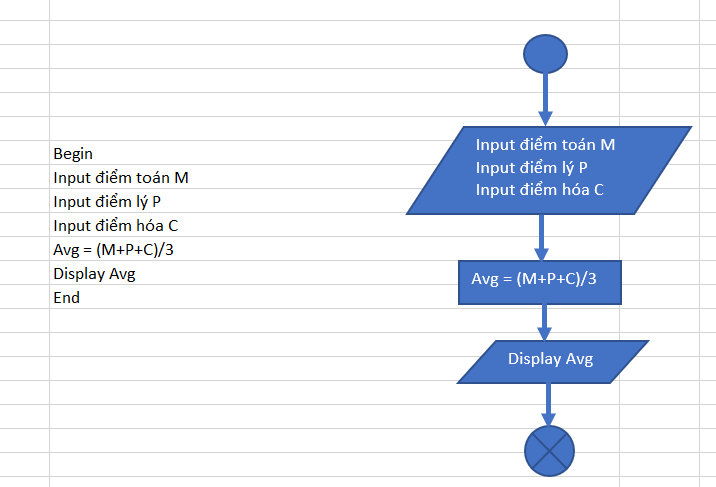 Begin
Input điểm toán M
Input điểm lý P
Input điểm hóa C
Avg = (M+P+C)/3
Display Avg
End
Input điểm toán M
Input điểm lý P
Input điểm hóa C
Avg = (M+P+C)/3
Display Avg